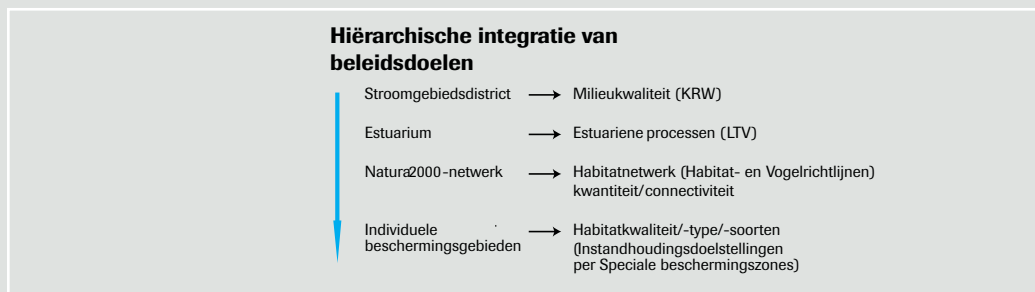 Hiërarchische integratie van
beleidsdoelen
Stroomgebiedsdistrict → Milieukwaliteit (KRW)
Estuarium → Estuariene processen (LTV)
Natura2000-netwerk → Habitatnetwerk (Habitat- en Vogelrichtlijnen)
kwantiteit/connectiviteit
Individuele → Habitatkwaliteit/-type/-soorten
beschermingsgebieden (Instandhoudingsdoelstellingen
per Speciale beschermingszones)